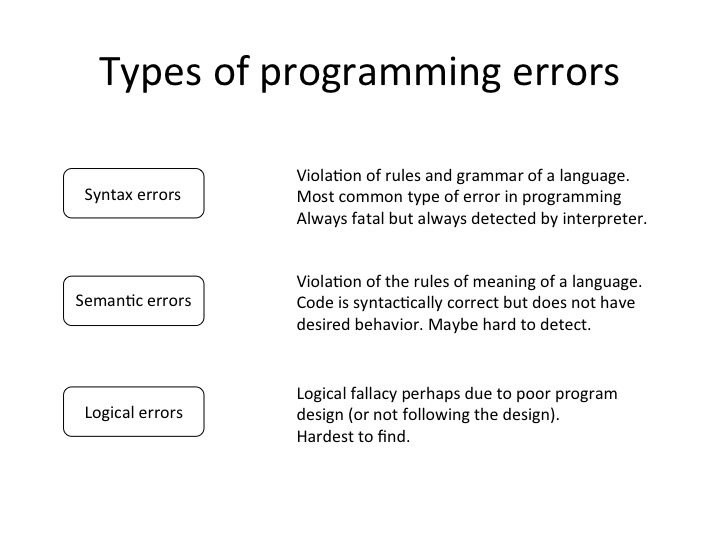 Types of programming errors
Syntax errors
Violation of rules and grammar of a language.
Most common type of error in programming
Always fatal but always detected by interpreter.
Semantic errors
Violation of the rules of meaning of a language.
Code is syntactically correct but does not have
desired behavior. Maybe hard to detect.
Logical errors
Logical fallacy perhaps due to poor program
design (or not following the design).
Hardest to find.